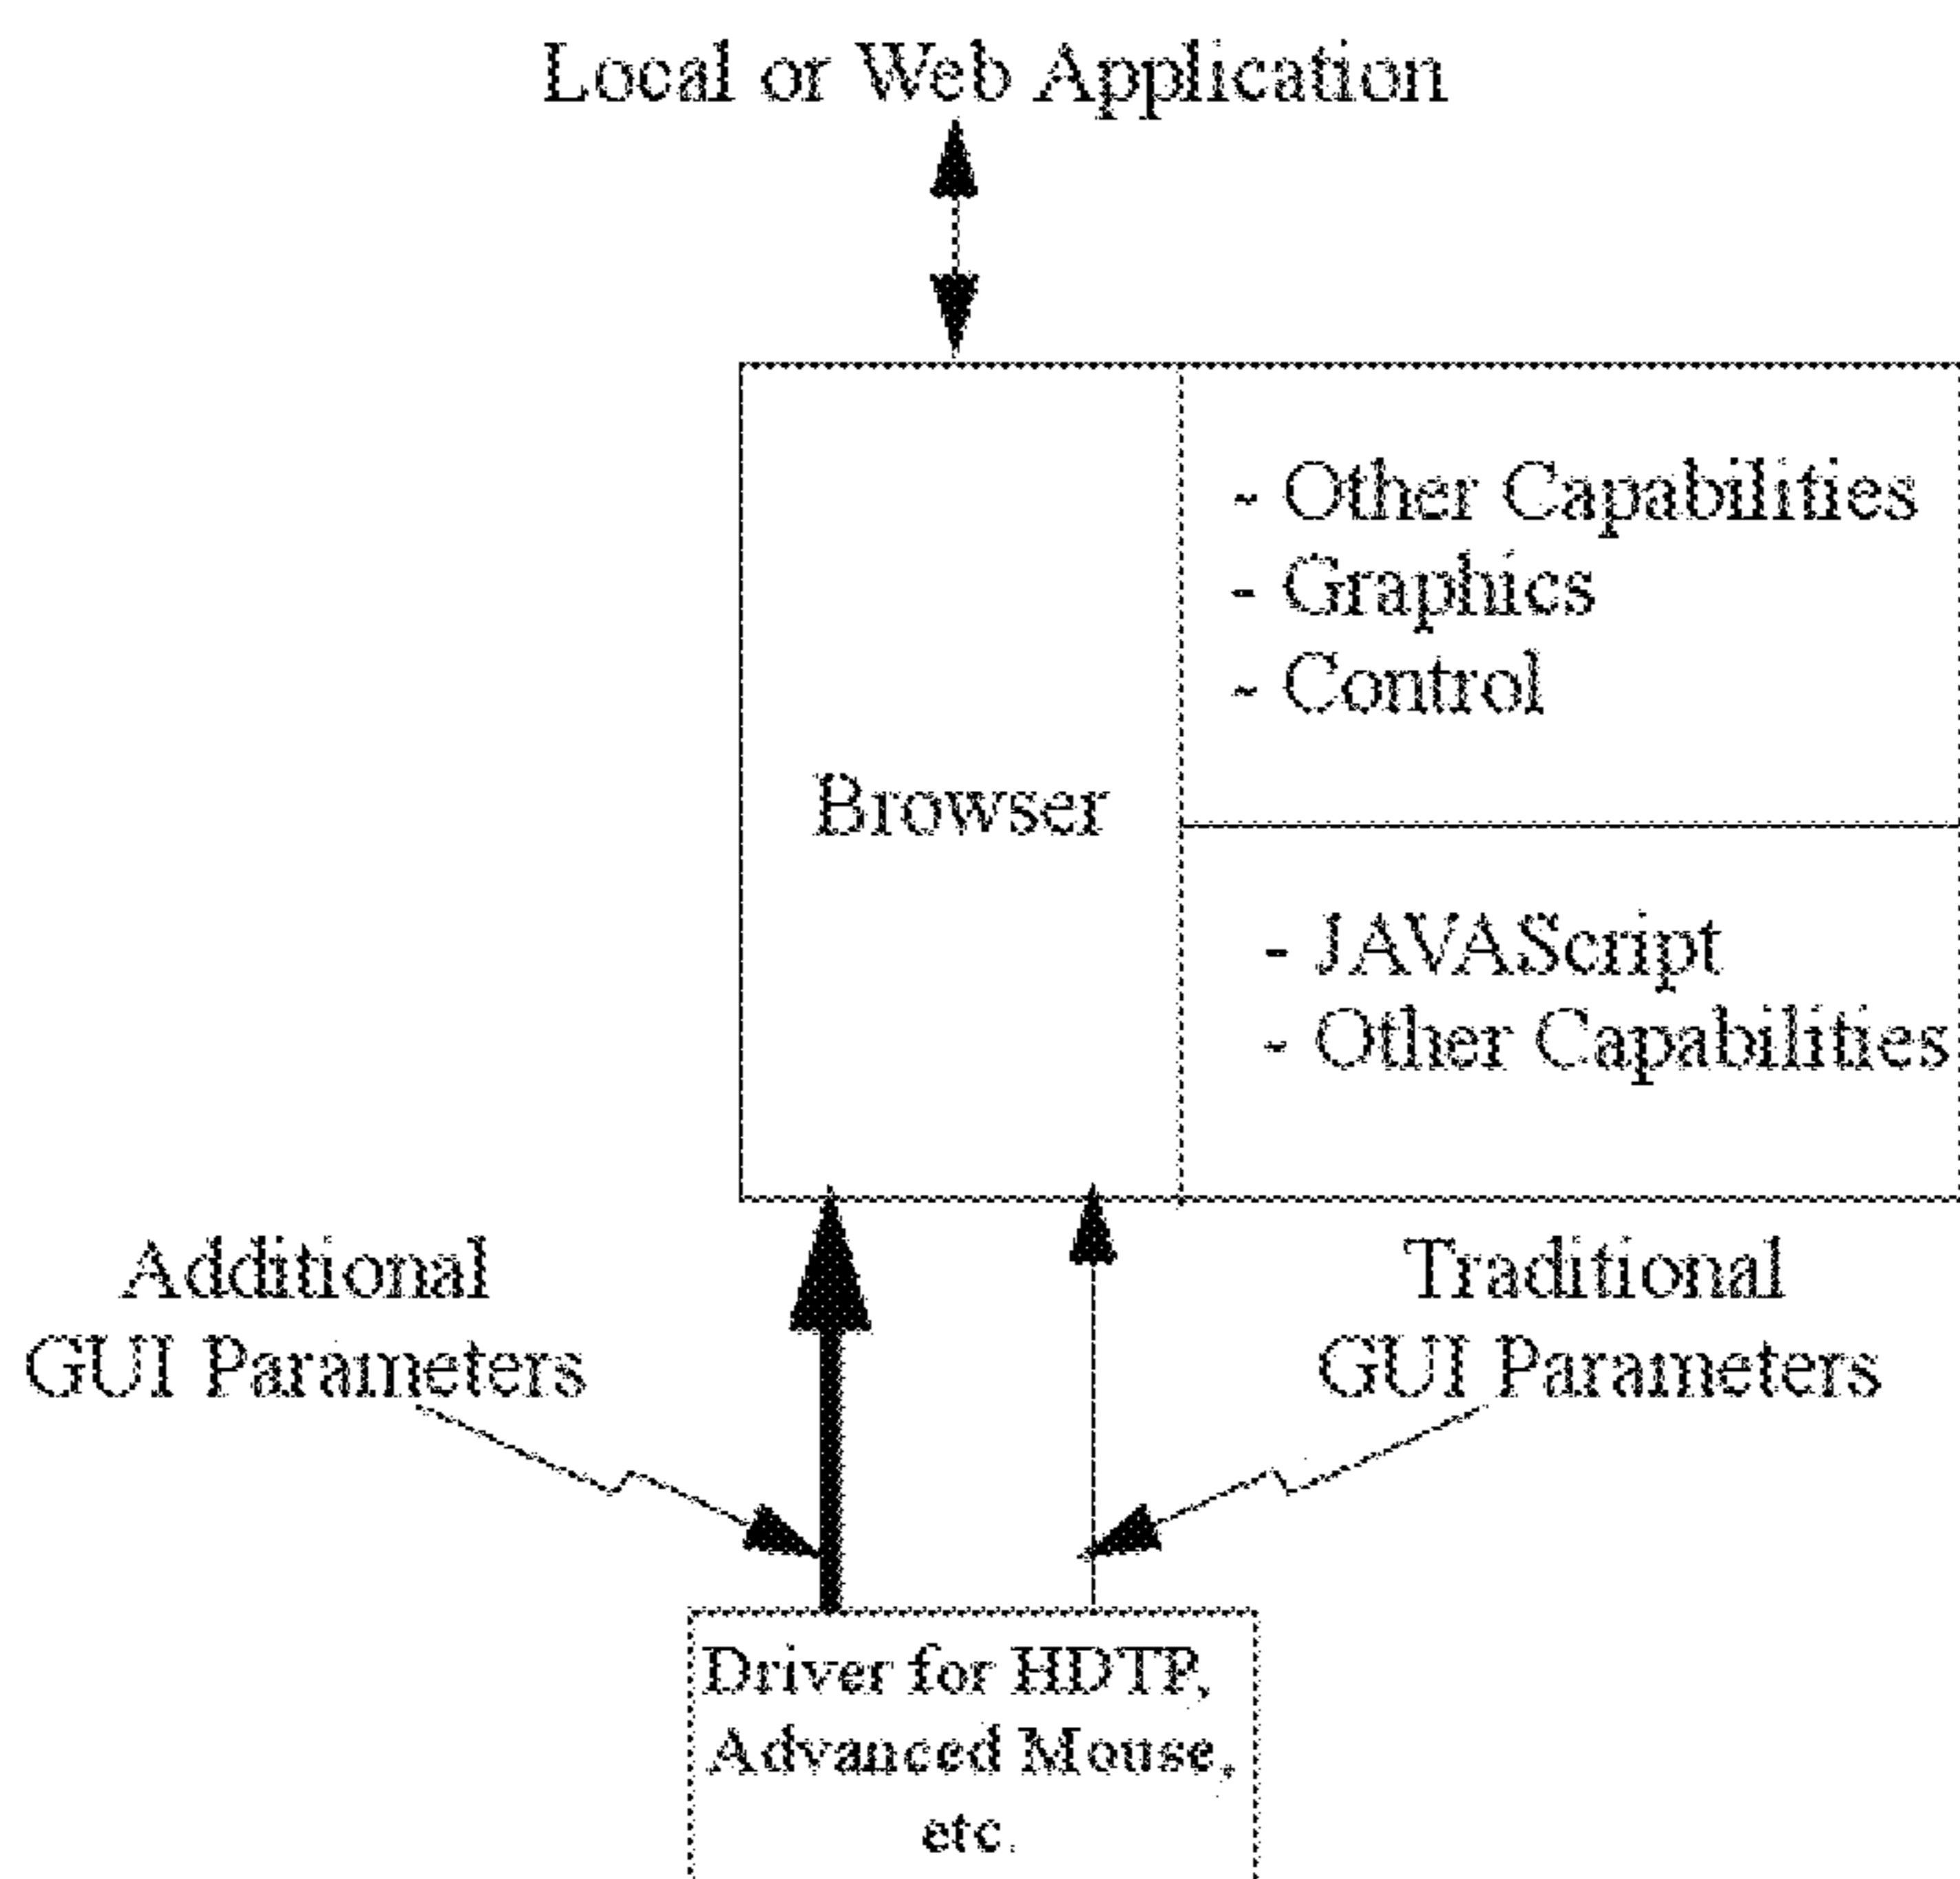 Local or Web Application
- Other Capabilities
- Graphics
- Control
Browser
- JAVAScript
- Other Capabilities
Additional
GUI Parameters
Traditional
GUI Parameters
Driver for HDTP,
Advanced Mouse,
etc.